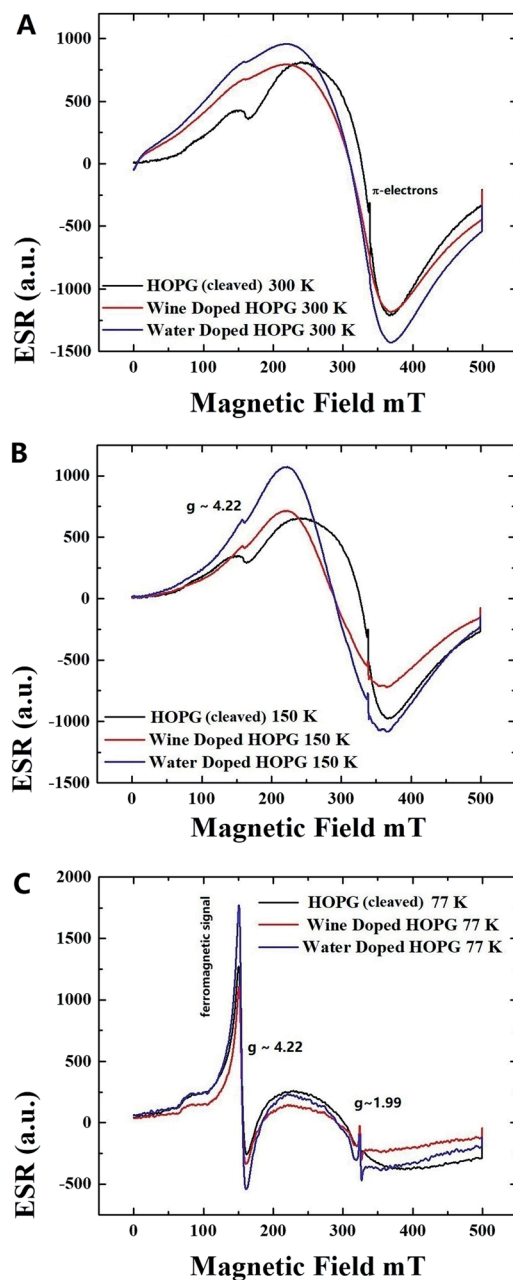 A
1000
500
0
-500
-1000
-1500
ESR (a.u.)
π-electrons
HOPG (cleaved) 300 K
Wine Doped HOPG 300 K
Water Doped HOPG 300 K
0 100 200 300 400 500
Magnetic Field mT
B
1000
500
0
-500
-1000
-1500
ESR (a.u.)
g ~ 4.22
HOPG (cleaved) 150 K
Wine Doped HOPG 150 K
Water Doped HOPG 150 K
0 100 200 300 400 500
Magnetic Field mT
C
2000
1500
1000
500
0
-500
ESR (a.u.)
ferromagnetic signal
HOPG (cleaved) 77 K
Wine Doped HOPG 77 K
Water Doped HOPG 77 K
g ~ 4.22
g~1.99
0 100 200 300 400 500
Magnetic Field mT